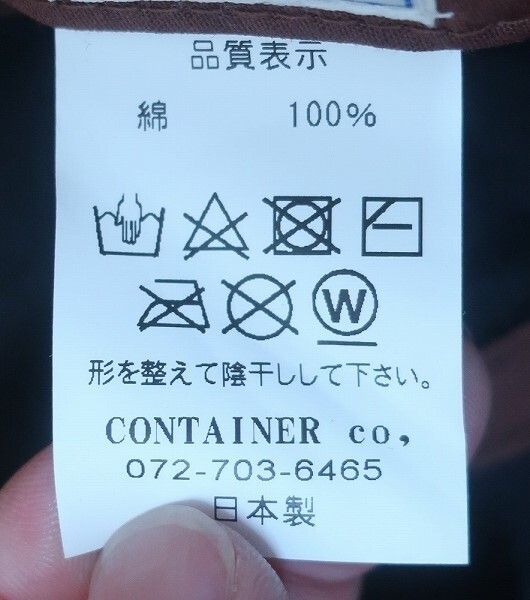 品質表示
綿 100%
W
形を整えて陰干しして下さい。
CONTAINER co,
072-703-6465
日本製